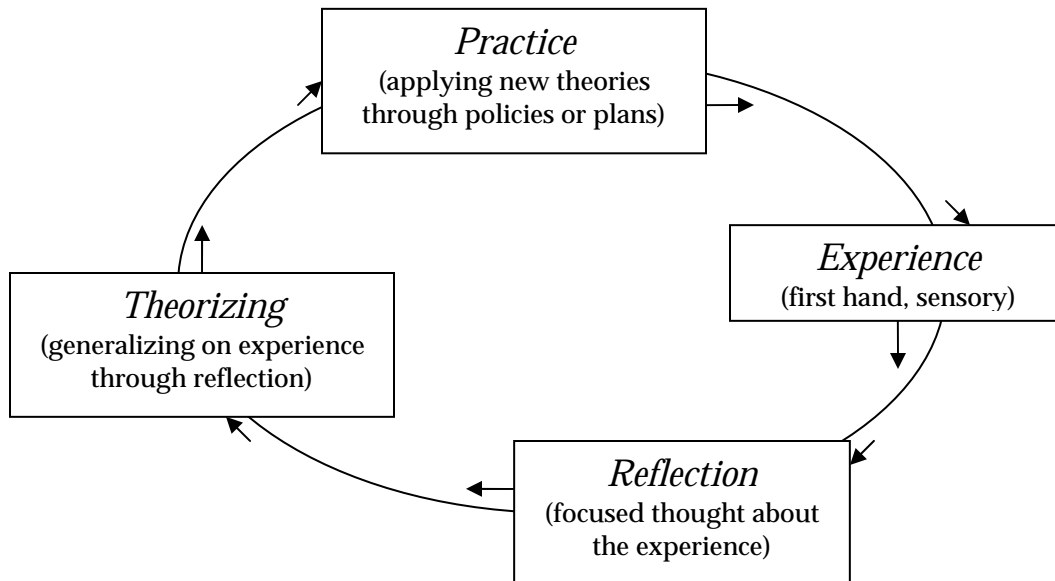 Practice
(applying new theories
through policies or plans)
Experience
(first hand, sensory)
Theorizing
(generalizing on experience
through reflection)
Reflection
(focused thought about
the experience)